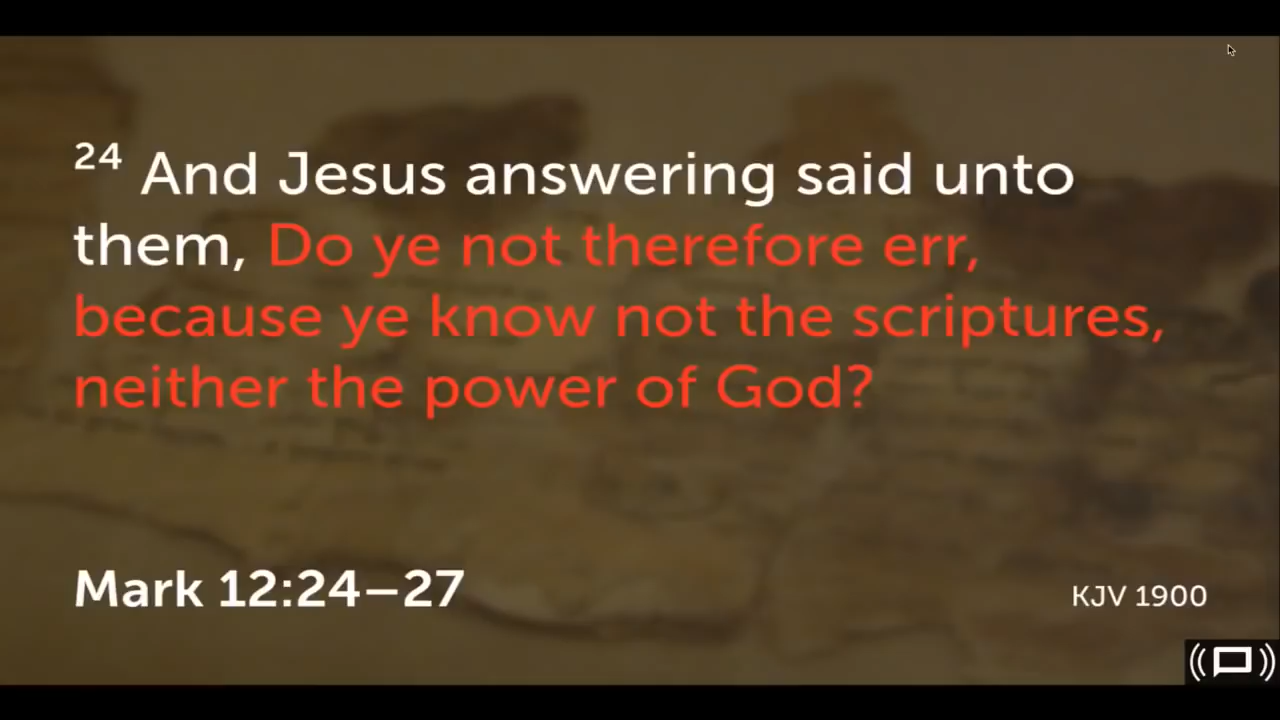 24 And Jesus answering said unto
them, Do ye not therefore err,
because ye know not the scriptures,
neither the power of God?
Mark 12:24–27
KJV 1900